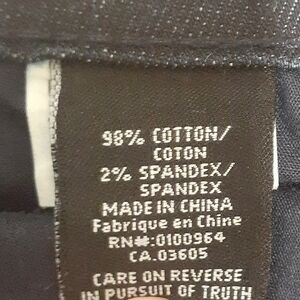 98% COTTON/
COTON
2% SPANDEX/
SPANDEX
MADE IN CHINA
Fabriqué en Chine
RN#:0100964
CA.03605
CARE ON REVERSE
IN PURSUIT OF TRUTH